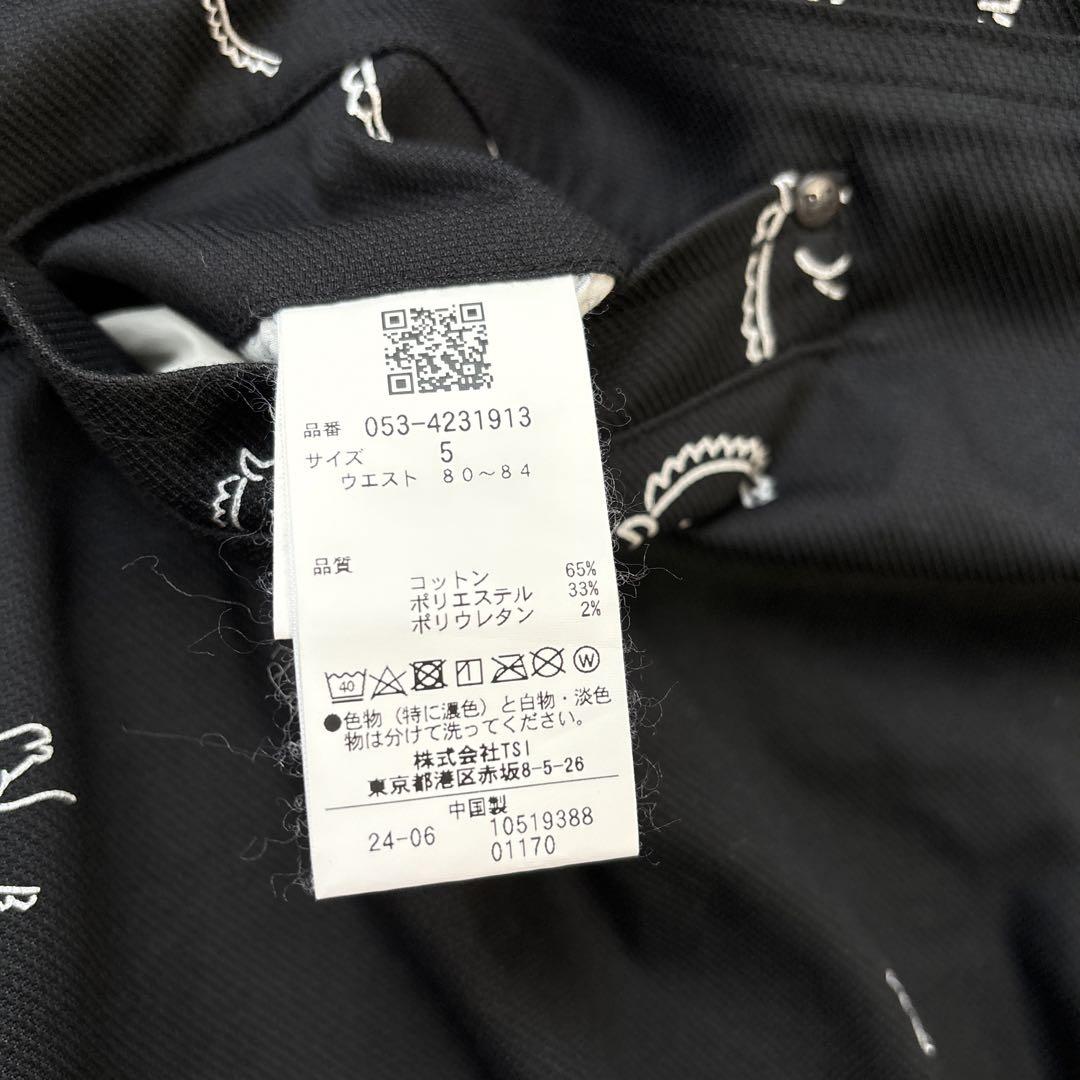 品番 053-4231913
サイズ 5
ウエスト 80～84
品質
コットン 65%
ポリエステル 33%
ポリウレタン 2%
40 W
●色物（特に濃色）と白物・淡色
物は分けて洗ってください。
株式会社TSI
東京都港区赤坂8-5-26
中国製
24-06 10519388
01170